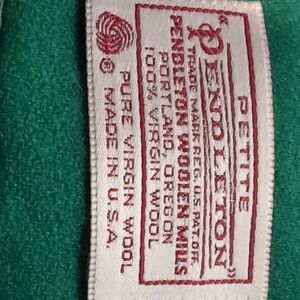 PETITE
"PENDLETON"
TRADE MARK REG. U.S. PAT. OFF.
PENDLETON WOOLEN MILLS
PORTLAND, OREGON
100% VIRGIN WOOL
PURE VIRGIN WOOL
® MADE IN U.S.A.